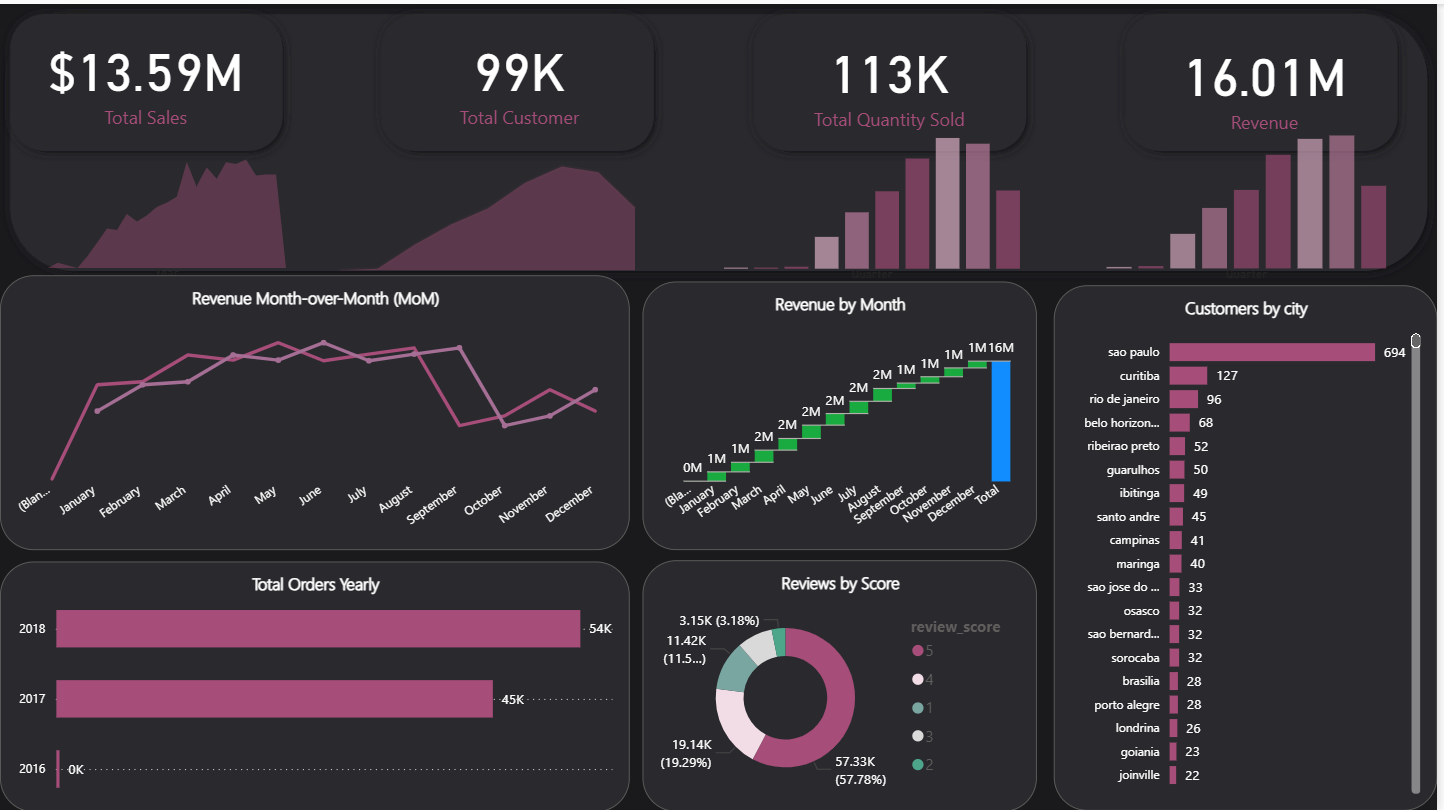 $13.59M
Total Sales
99K
Total Customer
113K
Total Quantity Sold
16.01M
Revenue
Revenue Month-over-Month (MoM)
(Blan...
January
February
March
April
May
June
July
August
September
October
November
December
Revenue by Month
0M
1M
1M
2M
2M
2M
2M
2M
2M
1M
1M
1M
1M
16M
(Bla...
January
February
March
April
May
June
July
August
September
October
November
December
Total
Customers by city
sao paulo 694
curitiba 127
rio de janeiro 96
belo horizon... 68
ribeirao preto 52
guarulhos 50
ibitinga 49
santo andre 45
campinas 41
maringa 40
sao jose do ... 33
osasco 32
sao bernard... 32
sorocaba 32
brasilia 28
porto alegre 28
londrina 26
goiania 23
joinville 22
Total Orders Yearly
2018 54K
2017 45K
2016 0K
Reviews by Score
3.15K (3.18%)
11.42K
(11.5...)
19.14K
(19.29%)
57.33K
(57.78%)
review_score
5
4
1
3
2